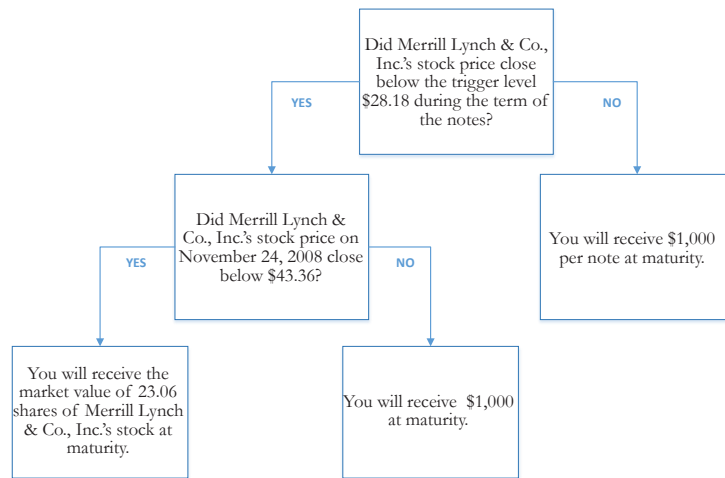 Did Merrill Lynch & Co.,
Inc.'s stock price close
below the trigger level
$28.18 during the term of
the notes?
YES
NO
Did Merrill Lynch &
Co., Inc.'s stock price on
November 24, 2008 close
below $43.36?
You will receive $1,000
per note at maturity.
YES
NO
You will receive the
market value of 23.06
shares of Merrill Lynch
& Co., Inc.'s stock at
maturity.
You will receive $1,000
at maturity.